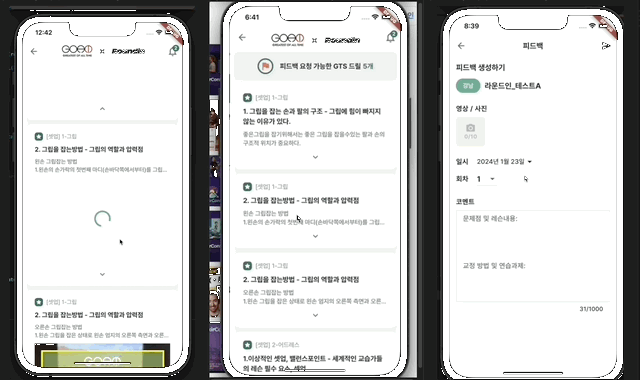 12:42
GOEⓓ x Roundin
2
[셋업] 1-그립
2. 그립을 잡는방법 - 그립의 역할과 압력점
왼손 그립잡는 방법
1.왼손의 손가락의 첫번째 마디(손바닥쪽에서부터)를 그립...
[셋업] 1-그립
2. 그립을 잡는방법 - 그립의 역할과 압력점
오른손 그립잡는 방법
1.왼손 그립을 잡은 상태로 왼손 엄지의 오른쪽 측면과 오른...
6:41
2
피드백 요청 가능한 GTS 드릴 5개
[셋업] 1-그립
1. 그립을 잡는 손과 팔의 구조 - 그립에 힘이 빠지지
않는 이유가 있다.
좋은그립을 잡기위해서는 좋은 그립을 잡을수있는 팔과 손의
구조적 위치가 중요하다.
[셋업] 1-그립
2. 그립을 잡는방법 - 그립의 역할과 압력점
왼손 그립잡는 방법
1.왼손의 손가락의 첫번째 마디(손바닥쪽에서부터)를 그립...
[셋업] 1-그립
2. 그립을 잡는방법 - 그립의 역할과 압력점
오른손 그립잡는 방법
1.왼손 그립을 잡은 상태로 왼손 엄지의 오른쪽 측면과 오른...
[셋업] 2-어드레스
1.이상적인 셋업, 밸런스포인트 - 세계적인 교습가들
의 레슨 필수 요소, 셋업
8:39
피드백
피드백 생성하기
강남 라운드인_테스트A
영상 / 사진
0/10
일시 2024년 1월 23일
회차 1
코멘트
문제점 및 레슨내용:
교정 방법 및 연습과제:
31/1000